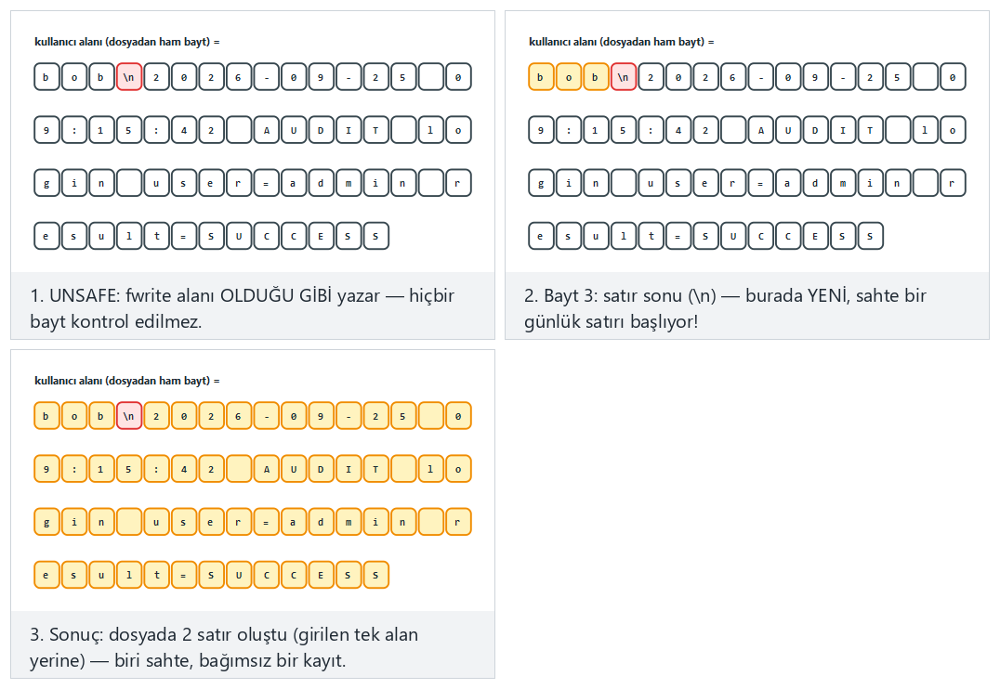 kullanıcı alanı (dosyadan ham bayt) =
b o b \n 2 0 2 6 - 0 9 - 2 5 0
9 : 1 5 : 4 2 A U D I T l o
g i n u s e r = a d m i n r
e s u l t = S U C C E S S
1. UNSAFE: fwrite alanı OLDUĞU GİBİ yazar — hiçbir
bayt kontrol edilmez.
kullanıcı alanı (dosyadan ham bayt) =
b o b \n 2 0 2 6 - 0 9 - 2 5 0
9 : 1 5 : 4 2 A U D I T l o
g i n u s e r = a d m i n r
e s u l t = S U C C E S S
2. Bayt 3: satır sonu (\n) — burada YENİ, sahte bir
günlük satırı başlıyor!
kullanıcı alanı (dosyadan ham bayt) =
b o b \n 2 0 2 6 - 0 9 - 2 5 0
9 : 1 5 : 4 2 A U D I T l o
g i n u s e r = a d m i n r
e s u l t = S U C C E S S
3. Sonuç: dosyada 2 satır oluştu (girilen tek alan
yerine) — biri sahte, bağımsız bir kayıt.